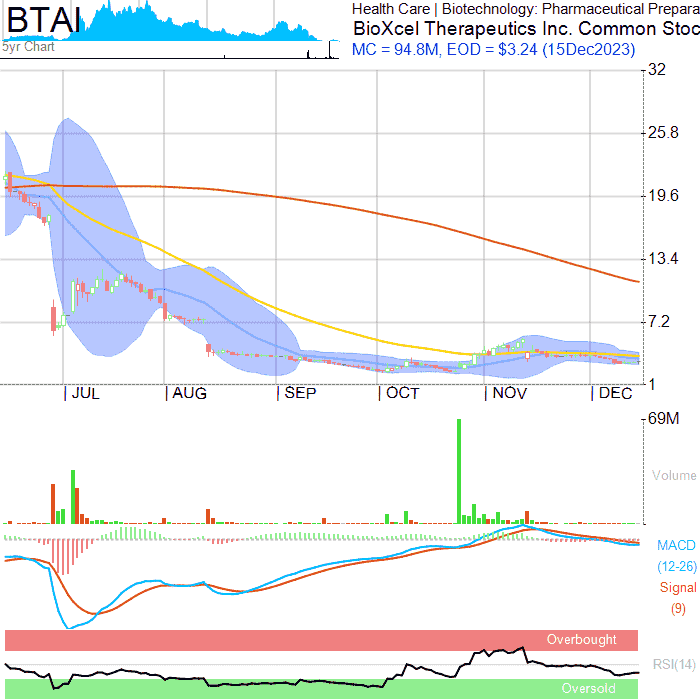 BTAI
5yr Chart
Health Care | Biotechnology: Pharmaceutical Prepara
BioXcel Therapeutics Inc. Common Stoc
MC = 94.8M, EOD = $3.24 (15Dec2023)
32
25.8
19.6
13.4
7.2
1
JUL AUG SEP OCT NOV DEC
69M
Volume
MACD
(12-26)
Signal
(9)
Overbought
RSI(14)
Oversold